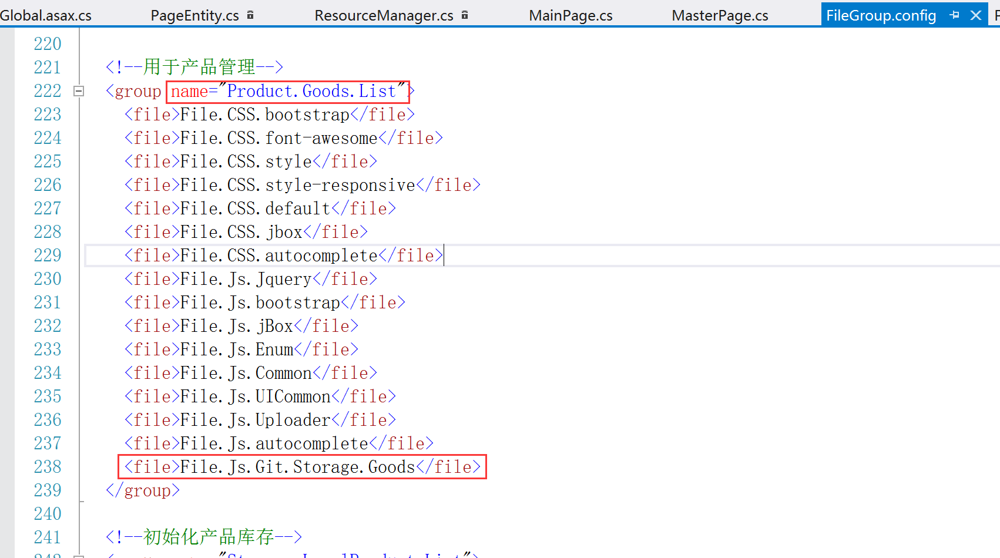 Global.asax.cs PageEntity.cs ResourceManager.cs MainPage.cs MasterPage.cs FileGroup.config
220
221 <!--用于产品管理-->
222 <group name="Product.Goods.List">
223 <file>File.CSS.bootstrap</file>
224 <file>File.CSS.font-awesome</file>
225 <file>File.CSS.style</file>
226 <file>File.CSS.style-responsive</file>
227 <file>File.CSS.default</file>
228 <file>File.CSS.jbox</file>
229 <file>File.CSS.autocomplete</file>
230 <file>File.Js.Jquery</file>
231 <file>File.Js.bootstrap</file>
232 <file>File.Js.jBox</file>
233 <file>File.Js.Enum</file>
234 <file>File.Js.Common</file>
235 <file>File.Js.UICommon</file>
236 <file>File.Js.Uploader</file>
237 <file>File.Js.autocomplete</file>
238 <file>File.Js.Git.Storage.Goods</file>
239 </group>
240
241 <!--初始化产品库存-->